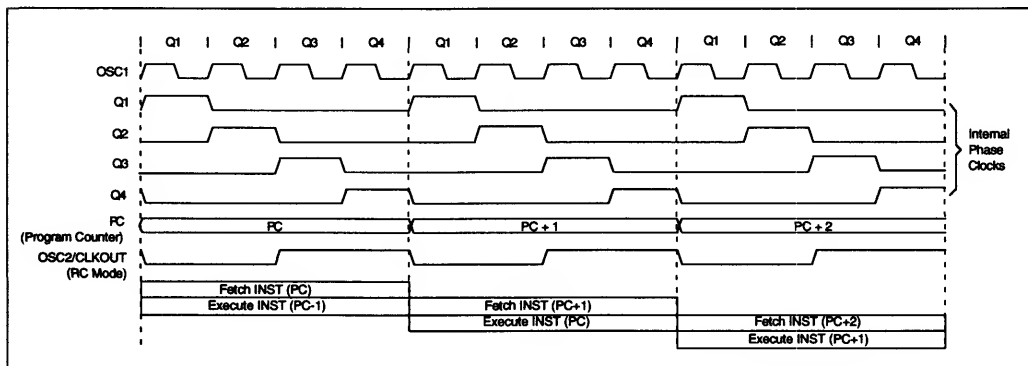 Q1 | Q2 | Q3 | Q4 | Q1 | Q2 | Q3 | Q4 | Q1 | Q2 | Q3 | Q4
OSC1
Q1
Q2
Q3
Q4
Internal
Phase
Clocks
PC
(Program Counter)
PC
PC + 1
PC + 2
OSC2/CLKOUT
(RC Mode)
Fetch INST (PC)
Execute INST (PC-1)
Fetch INST (PC+1)
Execute INST (PC)
Fetch INST (PC+2)
Execute INST (PC+1)